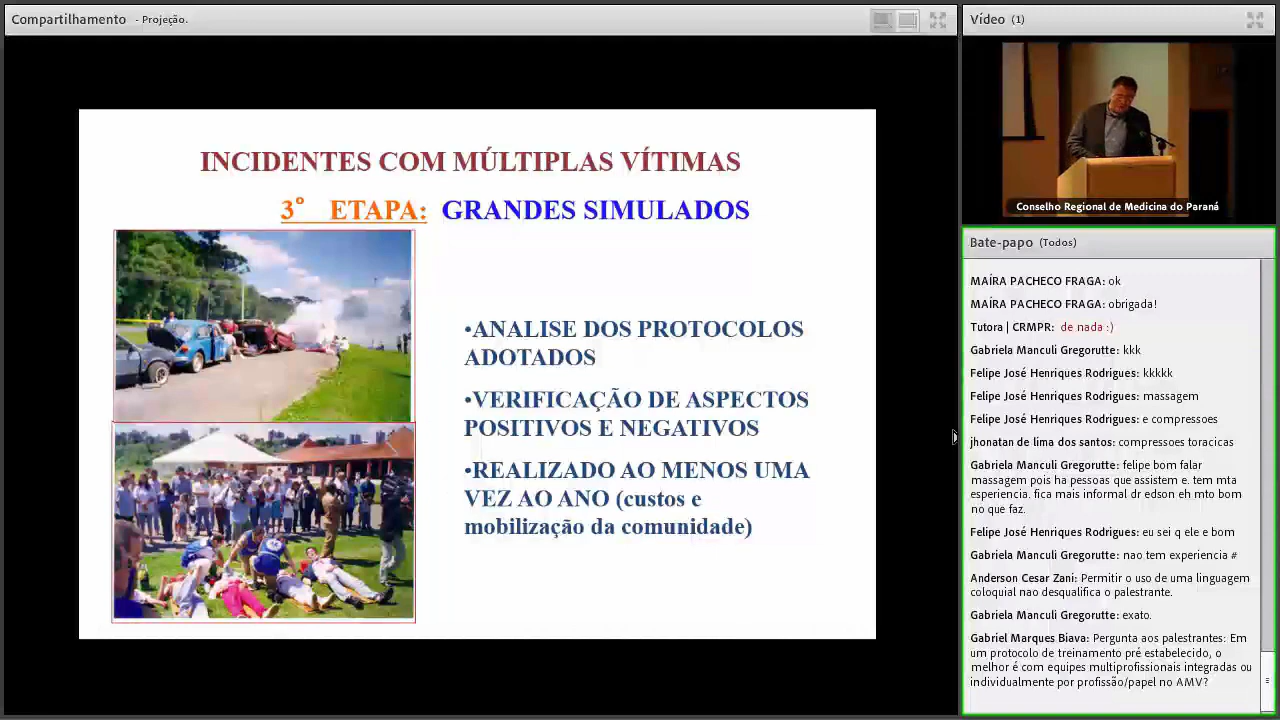 Compartilhamento - Projeção.
INCIDENTES COM MÚLTIPLAS VÍTIMAS
3° ETAPA: GRANDES SIMULADOS
•ANALISE DOS PROTOCOLOS
ADOTADOS
•VERIFICAÇÃO DE ASPECTOS
POSITIVOS E NEGATIVOS
•REALIZADO AO MENOS UMA
VEZ AO ANO (custos e
mobilização da comunidade)
Vídeo (1)
Conselho Regional de Medicina do Paraná
Bate-papo (Todos)
MAÍRA PACHECO FRAGA: ok
MAÍRA PACHECO FRAGA: obrigada!
Tutora | CRMPR: de nada :)
Gabriela Manculi Gregorutte: kkk
Felipe José Henriques Rodrigues: kkkkk
Felipe José Henriques Rodrigues: massagem
Felipe José Henriques Rodrigues: e compressoes
jhonatan de lima dos santos: compressoes toracicas
Gabriela Manculi Gregorutte: felipe bom falar
massagem pois ha pessoas que assistem e. tem mta
esperiencia. fica mais informal dr edson eh mto bom
no que faz.
Felipe José Henriques Rodrigues: eu sei q ele e bom
Gabriela Manculi Gregorutte: nao tem experiencia #
Anderson Cesar Zani: Permitir o uso de uma linguagem
coloquial nao desqualifica o palestrante.
Gabriela Manculi Gregorutte: exato.
Gabriel Marques Biava: Pergunta aos palestrantes: Em
um protocolo de treinamento pré estabelecido, o
melhor é com equipes multiprofissionais integradas ou
individualmente por profissão/papel no AMV?